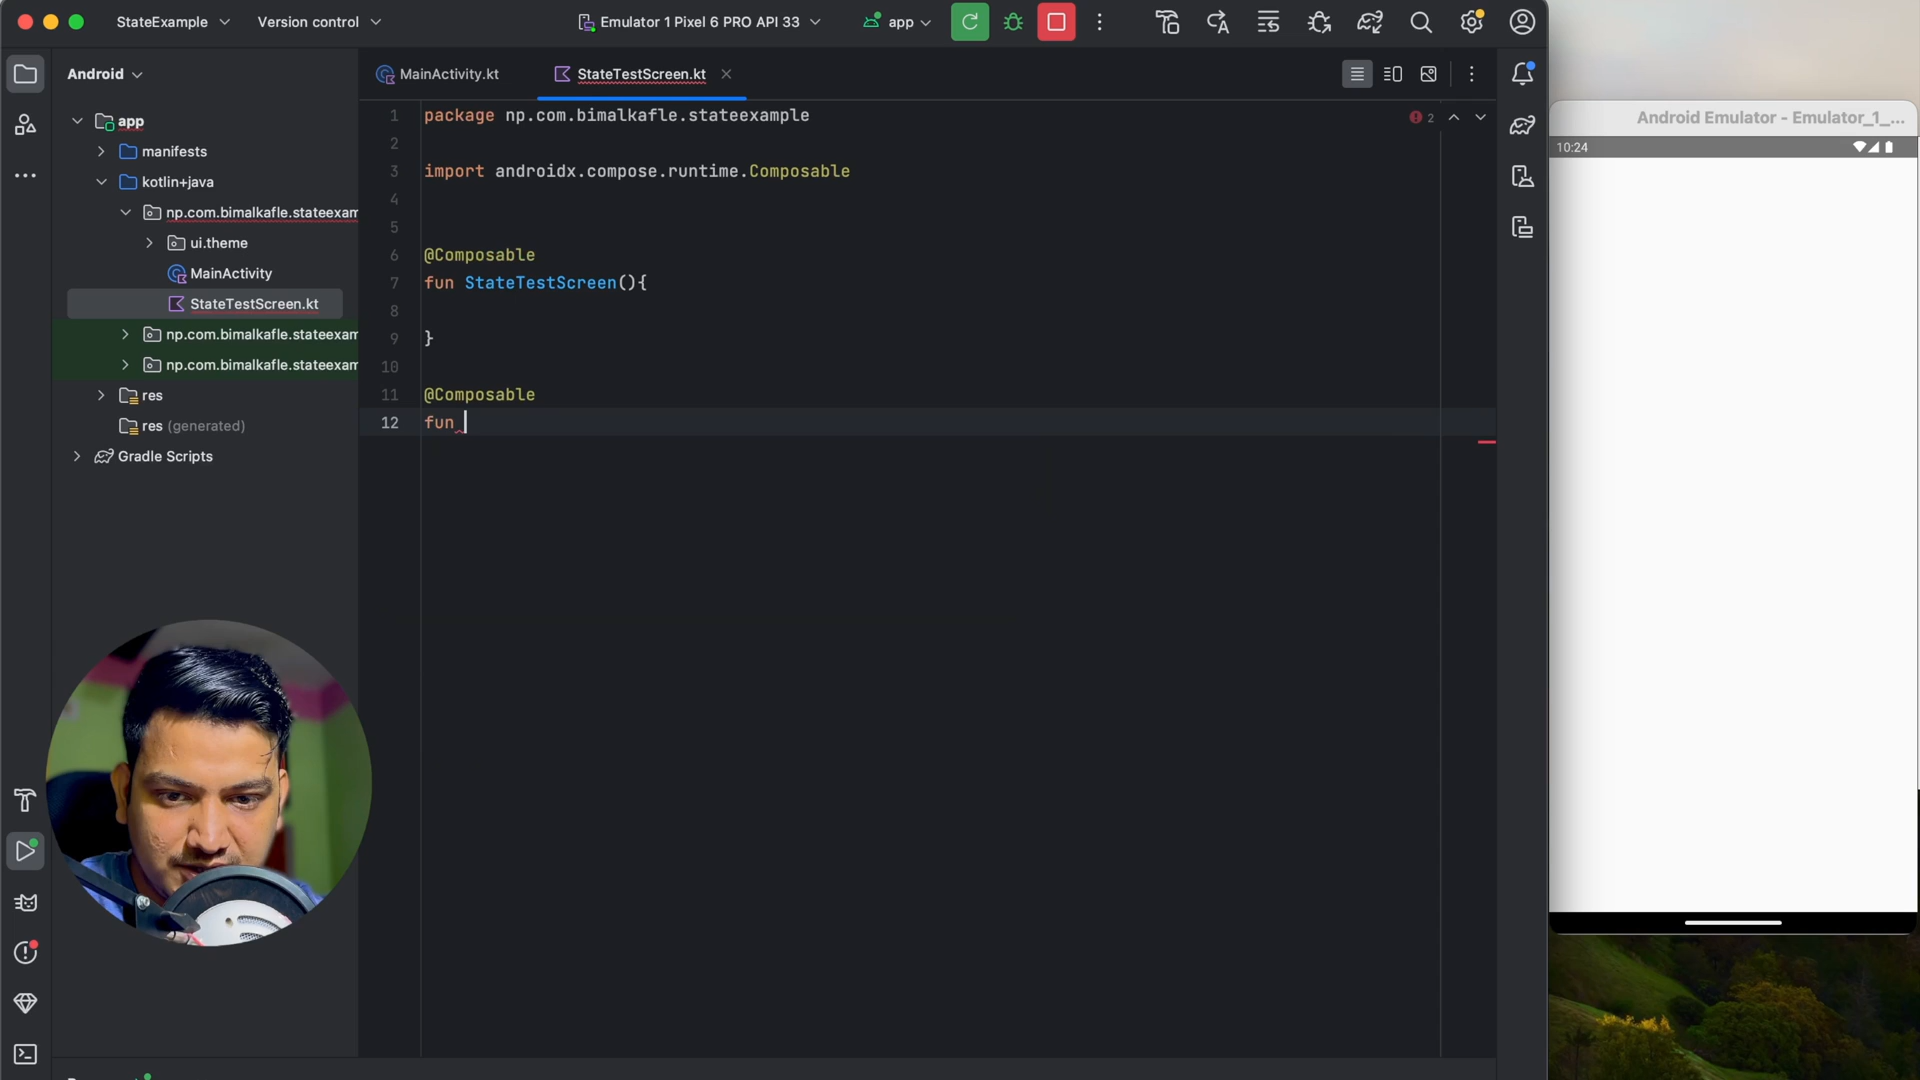 StateExample
Version control
Emulator 1 Pixel 6 PRO API 33
app
Android
MainActivity.kt
StateTestScreen.kt
app
manifests
kotlin+java
np.com.bimalkafle.stateexam
ui.theme
MainActivity
StateTestScreen.kt
np.com.bimalkafle.stateexam
np.com.bimalkafle.stateexam
res
res (generated)
Gradle Scripts
1 package np.com.bimalkafle.stateexample
2
3 import androidx.compose.runtime.Composable
4
5
6 @Composable
7 fun StateTestScreen(){
8
9 }
10
11 @Composable
12 fun
2
Android Emulator - Emulator_1_...
10:24